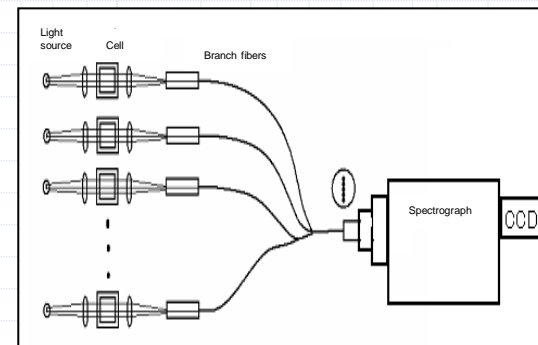 Light
source
Cell
Branch fibers
Spectrograph
CCD